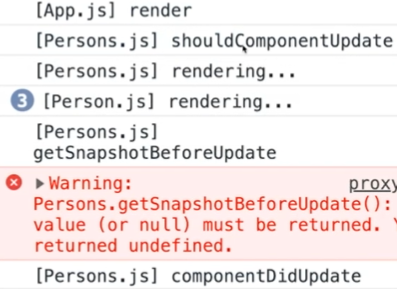 [App.js] render
[Persons.js] shouldComponentUpdate
[Persons.js] rendering...
3 [Person.js] rendering...
[Persons.js]
getSnapshotBeforeUpdate
Warning: proxy
Persons.getSnapshotBeforeUpdate():
value (or null) must be returned.
returned undefined.
[Persons.js] componentDidUpdate